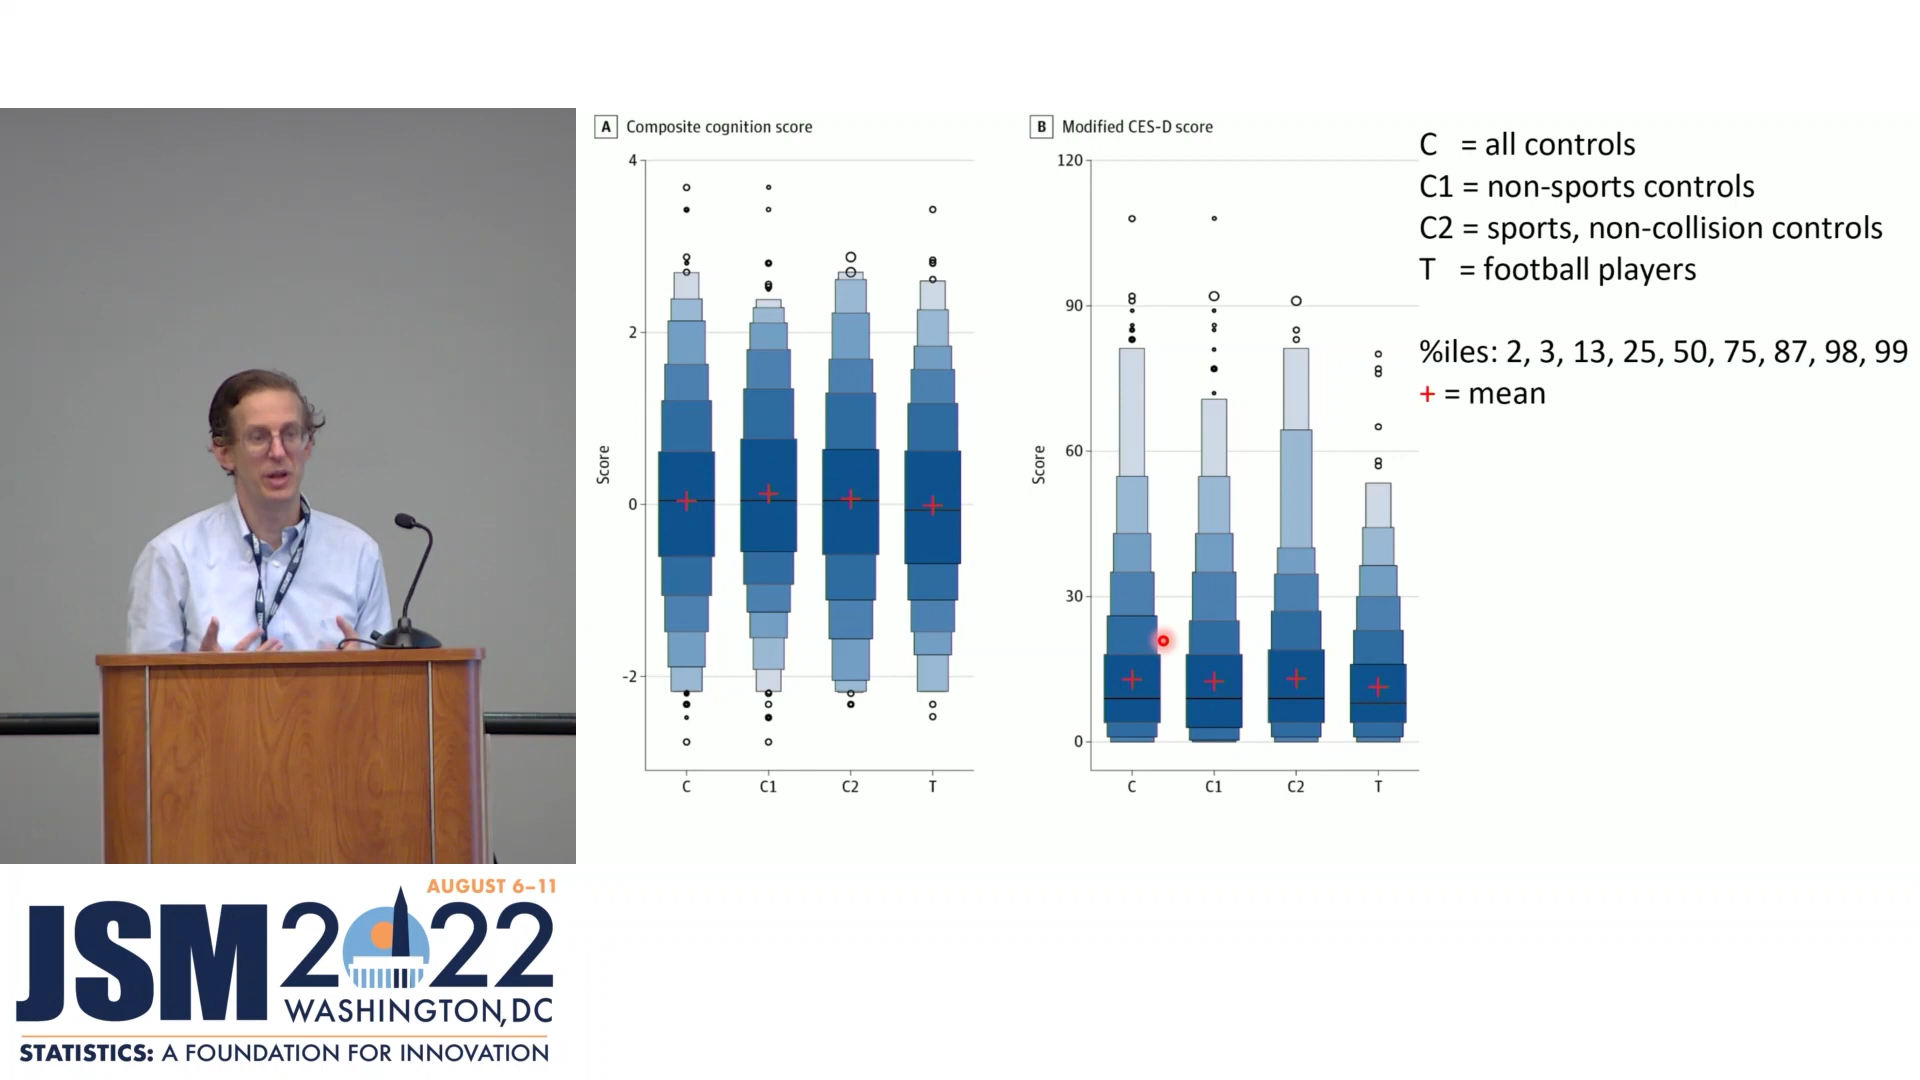 A Composite cognition score
4
2
0
-2
Score
C C1 C2 T
B Modified CES-D score
120
90
60
30
0
Score
C C1 C2 T
C = all controls
C1 = non-sports controls
C2 = sports, non-collision controls
T = football players
%iles: 2, 3, 13, 25, 50, 75, 87, 98, 99
+ = mean
AUGUST 6–11
JSM 2022
WASHINGTON, DC
STATISTICS: A FOUNDATION FOR INNOVATION